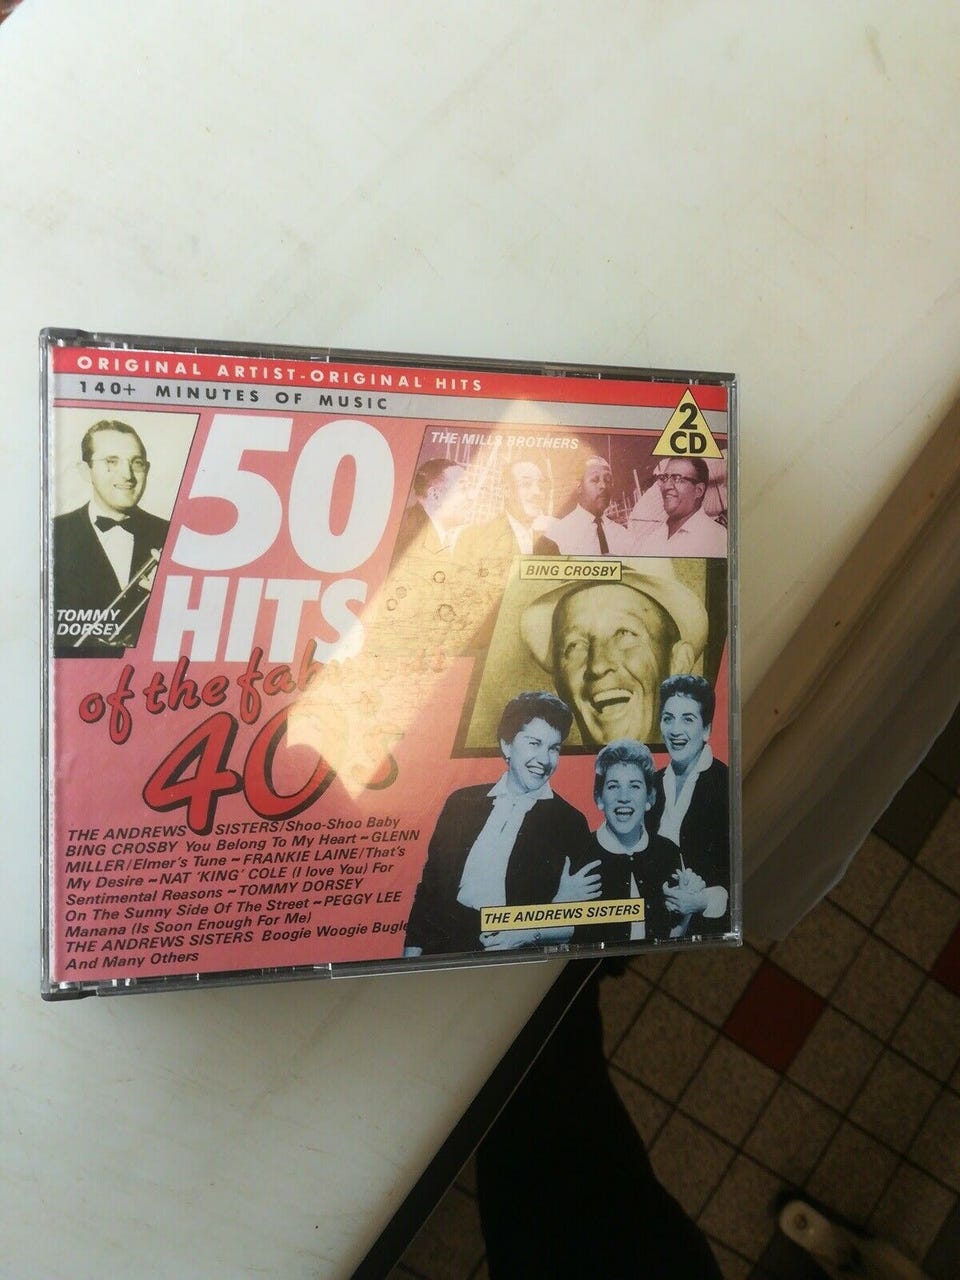 ORIGINAL ARTIST-ORIGINAL HITS
140+ MINUTES OF MUSIC
2
CD
THE MILLS BROTHERS
50
HITS
of the fab
40's
TOMMY
DORSEY
BING CROSBY
THE ANDREWS SISTERS/Shoo-Shoo Baby
BING CROSBY You Belong To My Heart ~ GLENN
MILLER/Elmer's Tune ~ FRANKIE LAINE/That's
My Desire ~ NAT 'KING' COLE (I love You) For
Sentimental Reasons ~ TOMMY DORSEY
On The Sunny Side Of The Street ~ PEGGY LEE
Manana (Is Soon Enough For Me)
THE ANDREWS SISTERS Boogie Woogie Bugle
And Many Others
THE ANDREWS SISTERS